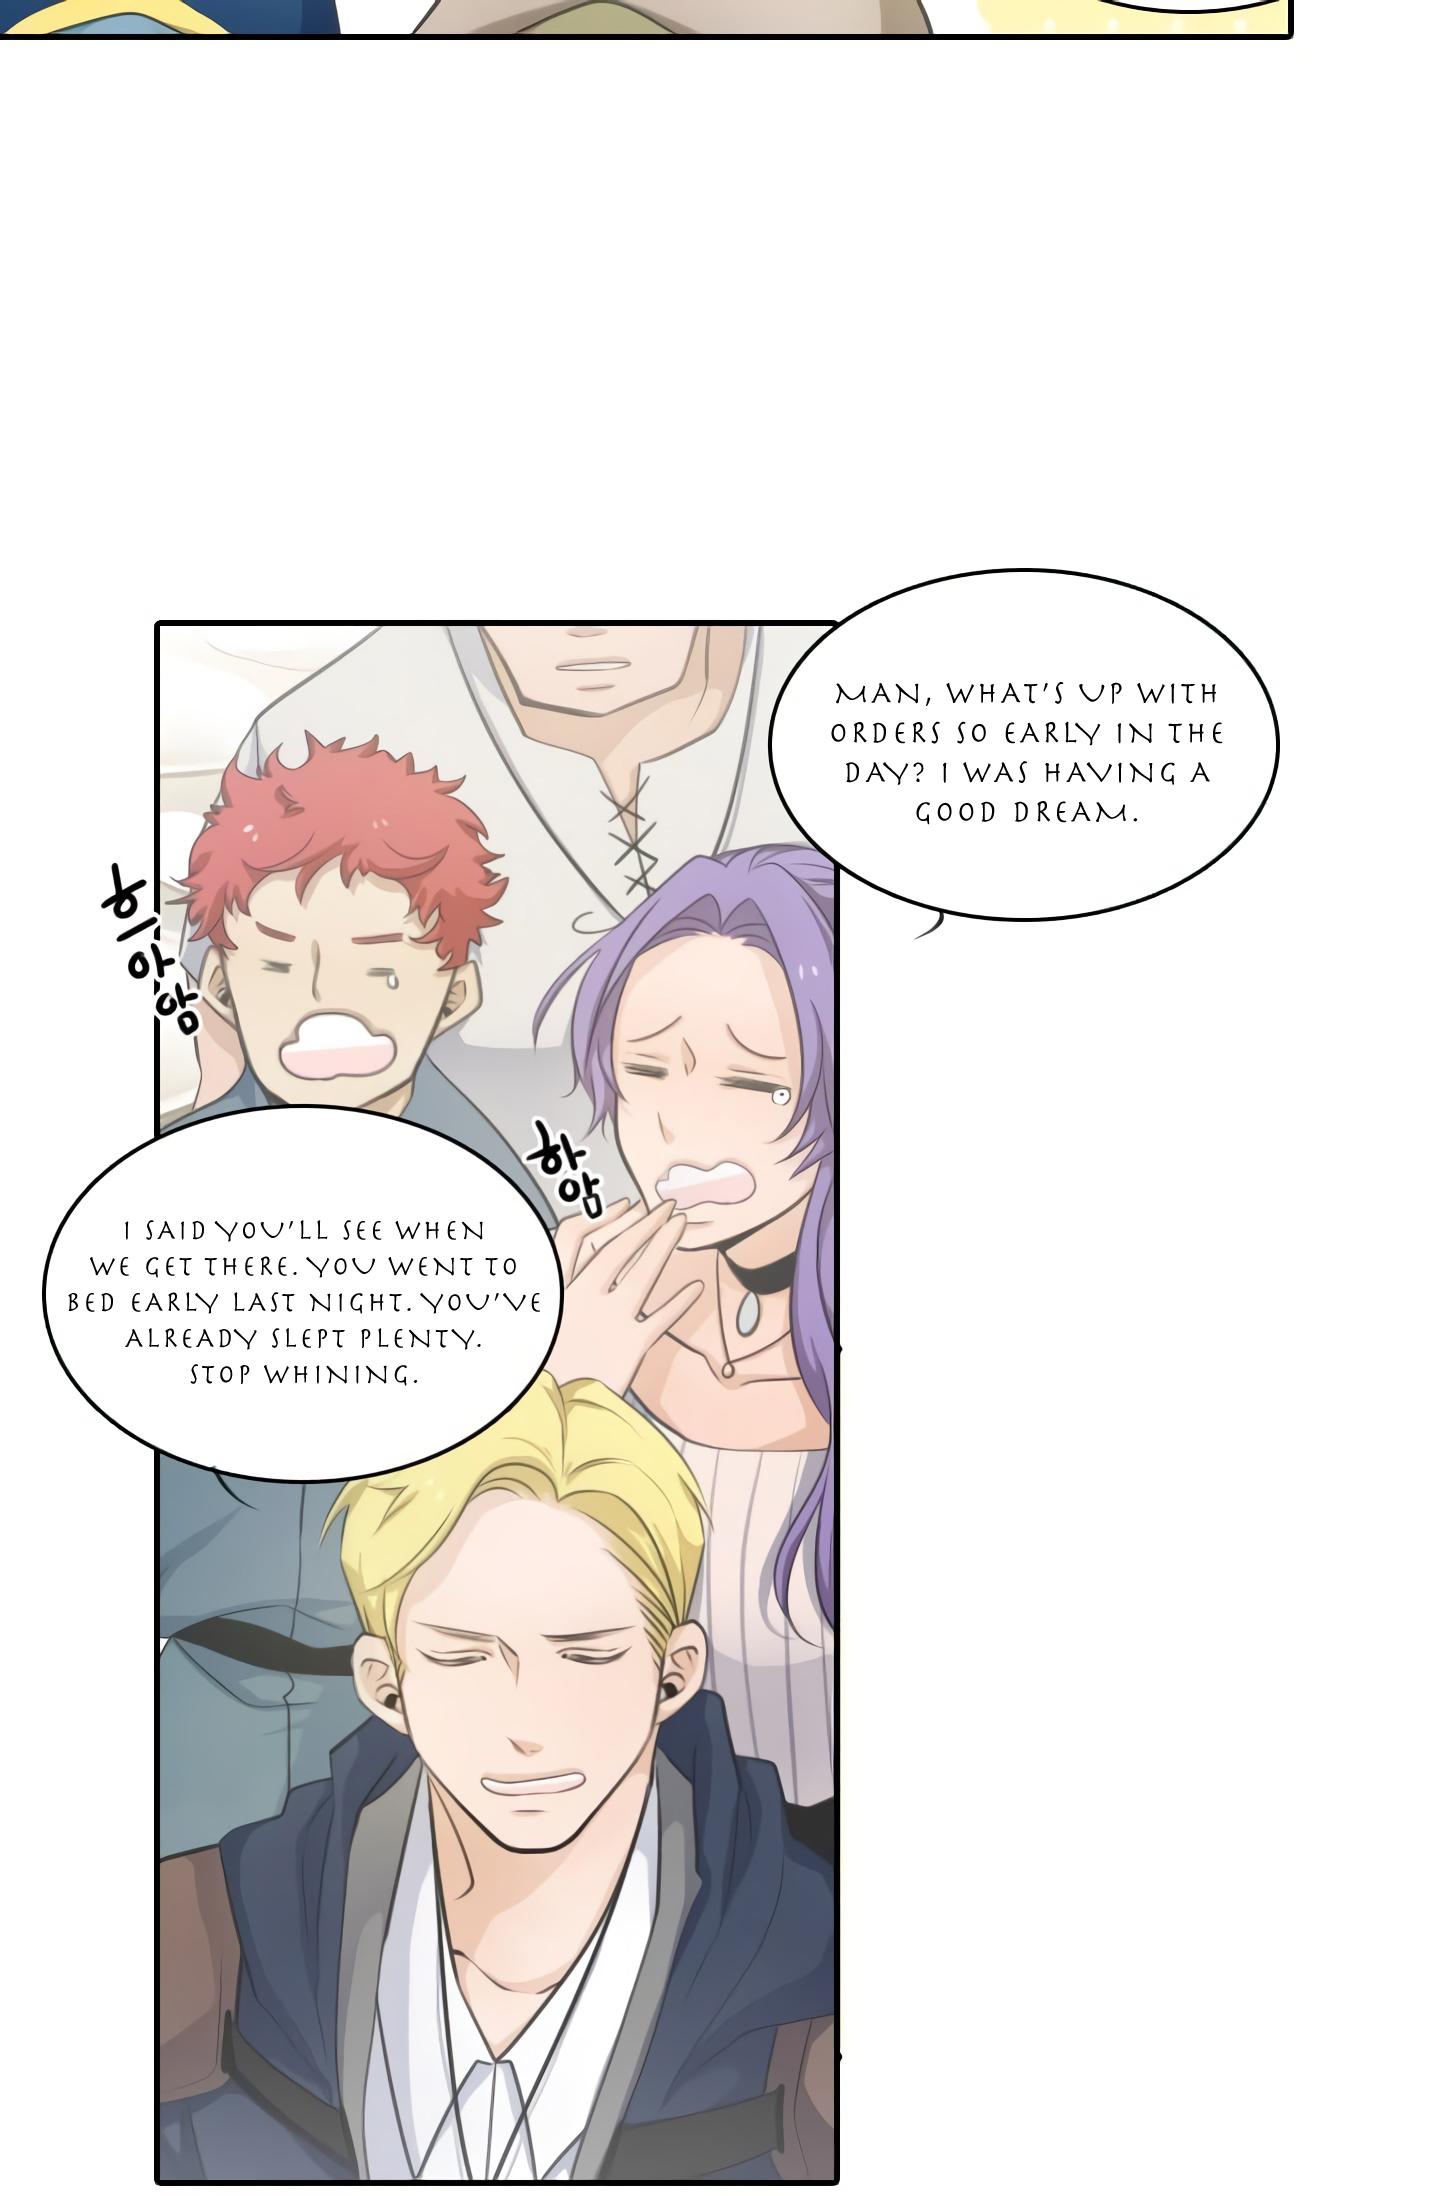 MAN, WHAT'S UP WITH
ORDERS SO EARLY IN THE
DAY? I WAS HAVING A
GOOD DREAM.
히아암
하암
I SAID YOU'LL SEE WHEN
WE GET THERE. YOU WENT TO
BED EARLY LAST NIGHT. YOU'VE
ALREADY SLEPT PLENTY.
STOP WHINING.